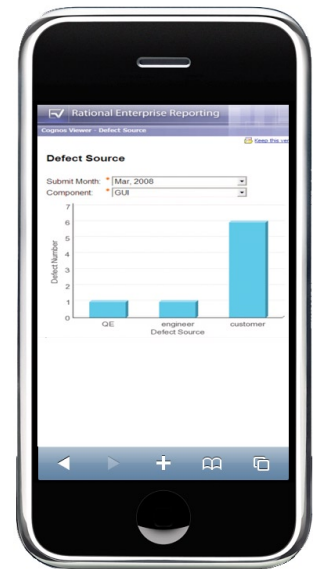 Rational Enterprise Reporting
Cognos Viewer - Defect Source
Keep this ver
Defect Source
Submit Month: * Mar, 2008
Component: * GUI
7
6
5
4
3
2
1
0
Defect Number
QE engineer customer
Defect Source